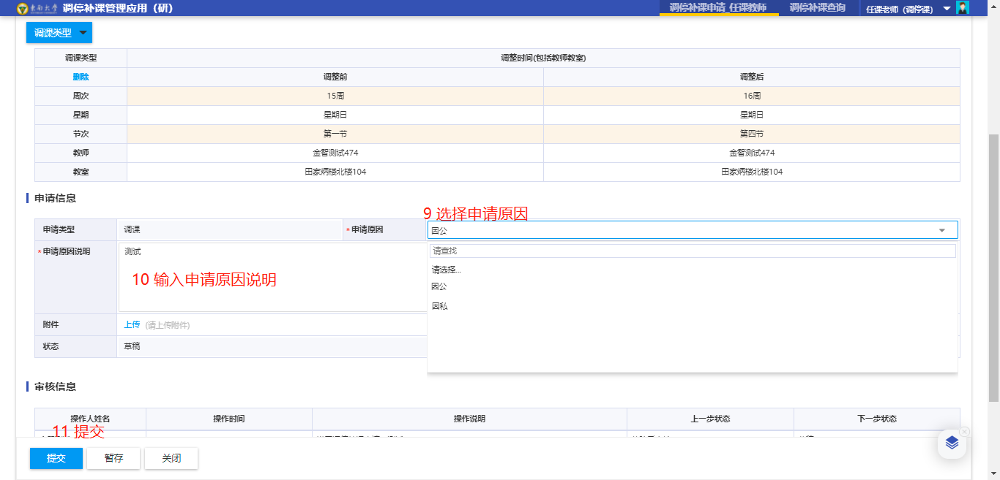 東南大學 调停补课管理应用（研） 调停补课申请_任课教师 调停补课查询 任课老师（调停课）
调课类型
调课类型 调整时间(包括教师教室)
删除 调整前 调整后
周次 15周 16周
星期 星期日 星期日
节次 第一节 第四节
教师 金智测试474 金智测试474
教室 田家炳楼北楼104 田家炳楼北楼104
申请信息
9 选择申请原因
申请类型 调课 *申请原因 因公
*申请原因说明 测试 请查找
请选择...
10 输入申请原因说明
因公
因私
附件 上传 (请上传附件)
状态 草稿
审核信息
操作人姓名 操作时间 操作说明 上一步状态 下一步状态
11 提交
提交 暂存 关闭